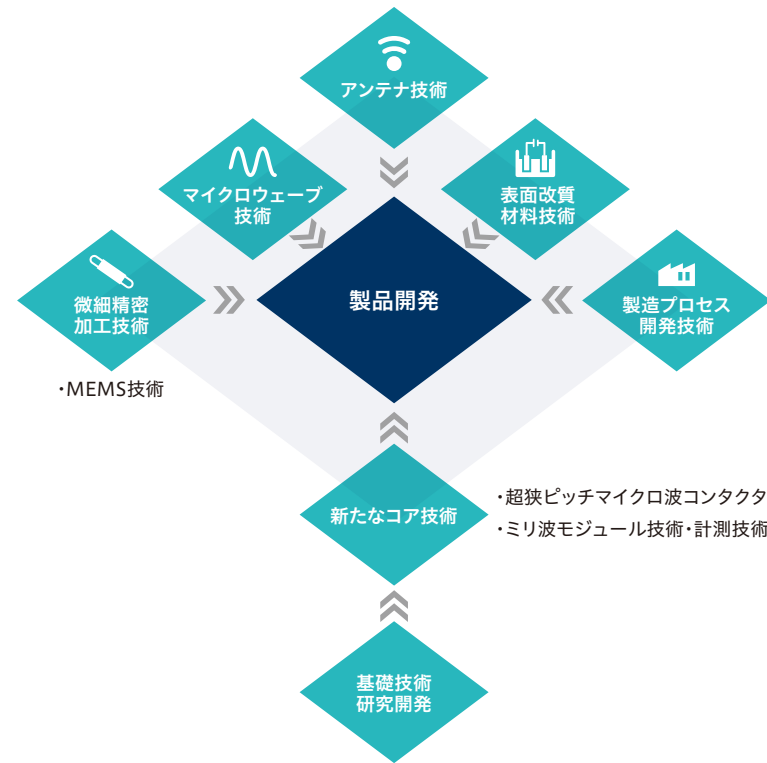 アンテナ技術
マイクロウェーブ
技術
表面改質
材料技術
微細精密
加工技術
製品開発
製造プロセス
開発技術
・MEMS技術
新たなコア技術
・超狭ピッチマイクロ波コンタクタ
・ミリ波モジュール技術・計測技術
基礎技術
研究開発